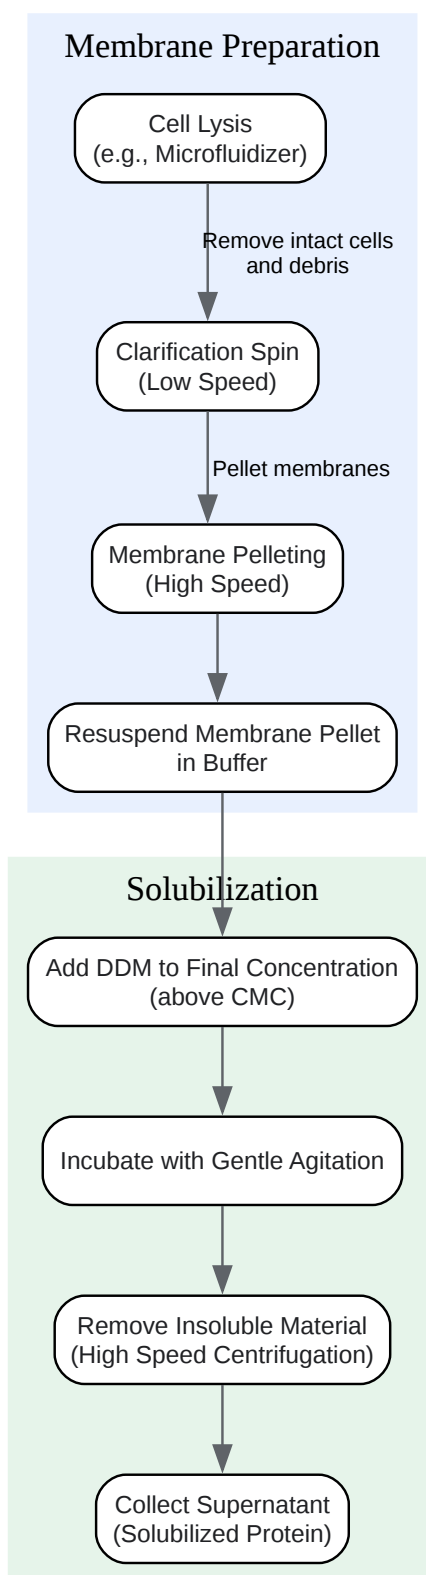 Membrane Preparation
Cell Lysis
(e.g., Microfluidizer)
Remove intact cells
and debris
Clarification Spin
(Low Speed)
Pellet membranes
Membrane Pelleting
(High Speed)
Resuspend Membrane Pellet
in Buffer
Solubilization
Add DDM to Final Concentration
(above CMC)
Incubate with Gentle Agitation
Remove Insoluble Material
(High Speed Centrifugation)
Collect Supernatant
(Solubilized Protein)